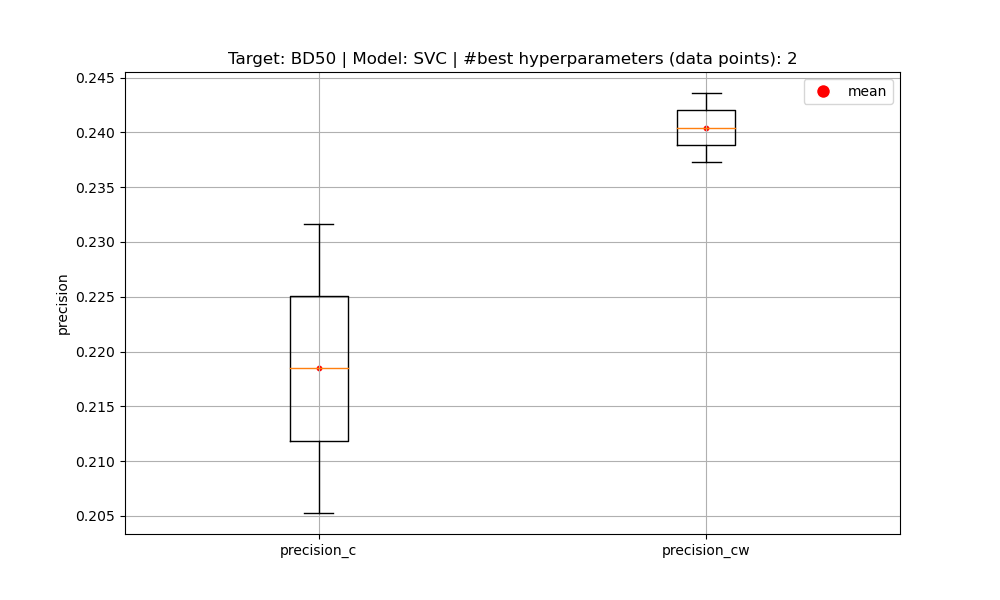 Target: BD50 | Model: SVC | #best hyperparameters (data points): 2
mean
0.245
0.240
0.235
0.230
0.225
0.220
0.215
0.210
0.205
precision
precision_c
precision_cw